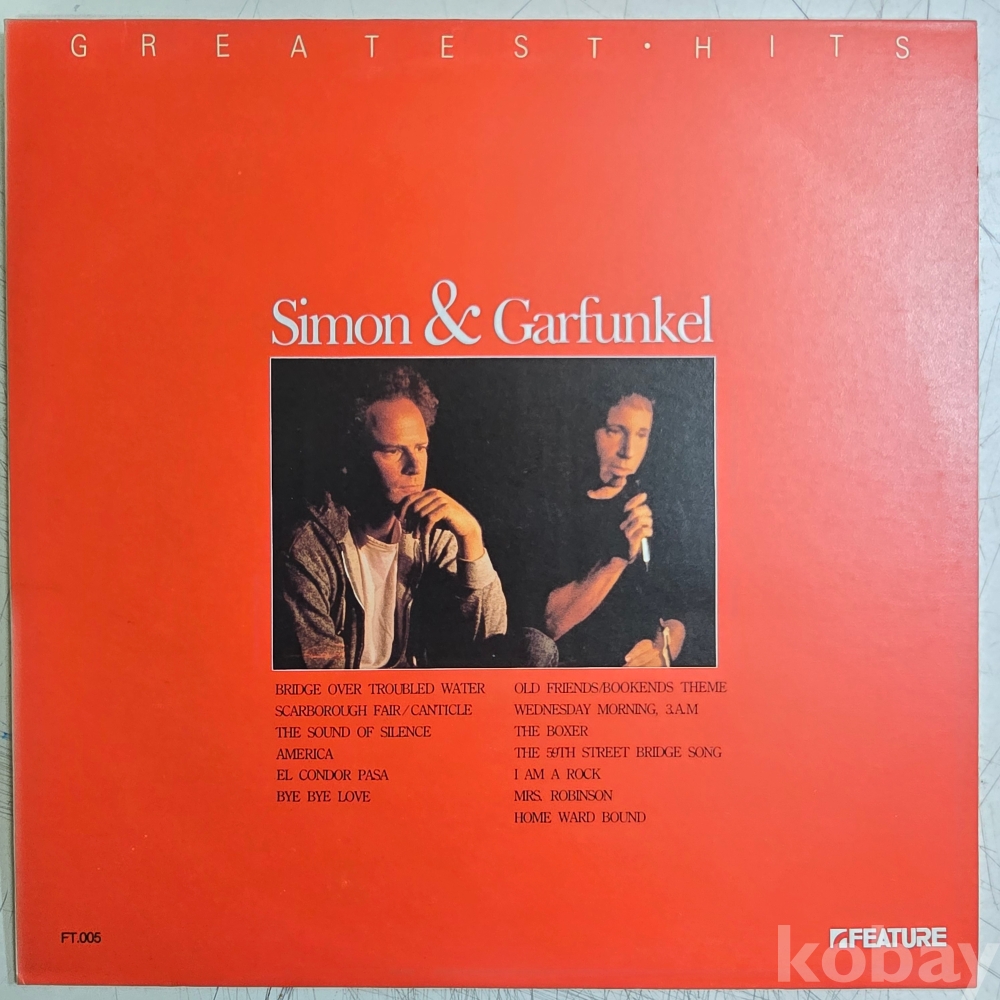 GREATEST·HITS
Simon & Garfunkel
BRIDGE OVER TROUBLED WATER
SCARBOROUGH FAIR/CANTICLE
THE SOUND OF SILENCE
AMERICA
EL CONDOR PASA
BYE BYE LOVE
OLD FRIENDS/BOOKENDS THEME
WEDNESDAY MORNING, 3.A.M
THE BOXER
THE 59TH STREET BRIDGE SONG
I AM A ROCK
MRS. ROBINSON
HOME WARD BOUND
FT.005
FEATURE
kobay